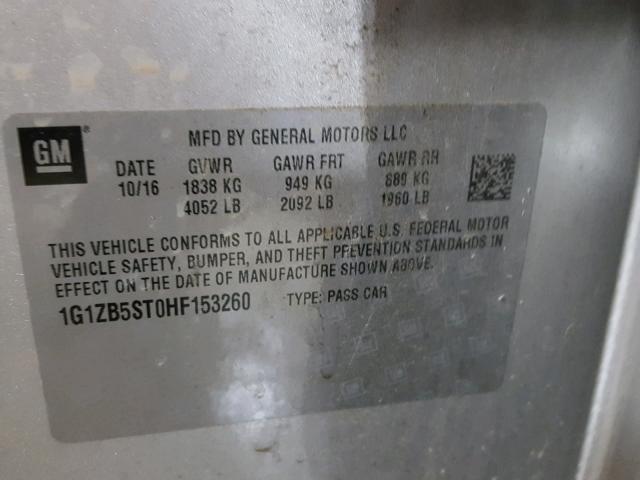 GM®
MFD BY GENERAL MOTORS LLC
DATE GVWR GAWR FRT GAWR RR
10/16 1838 KG 949 KG 889 KG
4052 LB 2092 LB 1960 LB
THIS VEHICLE CONFORMS TO ALL APPLICABLE U.S. FEDERAL MOTOR
VEHICLE SAFETY, BUMPER, AND THEFT PREVENTION STANDARDS IN
EFFECT ON THE DATE OF MANUFACTURE SHOWN ABOVE.
1G1ZB5ST0HF153260 TYPE: PASS CAR